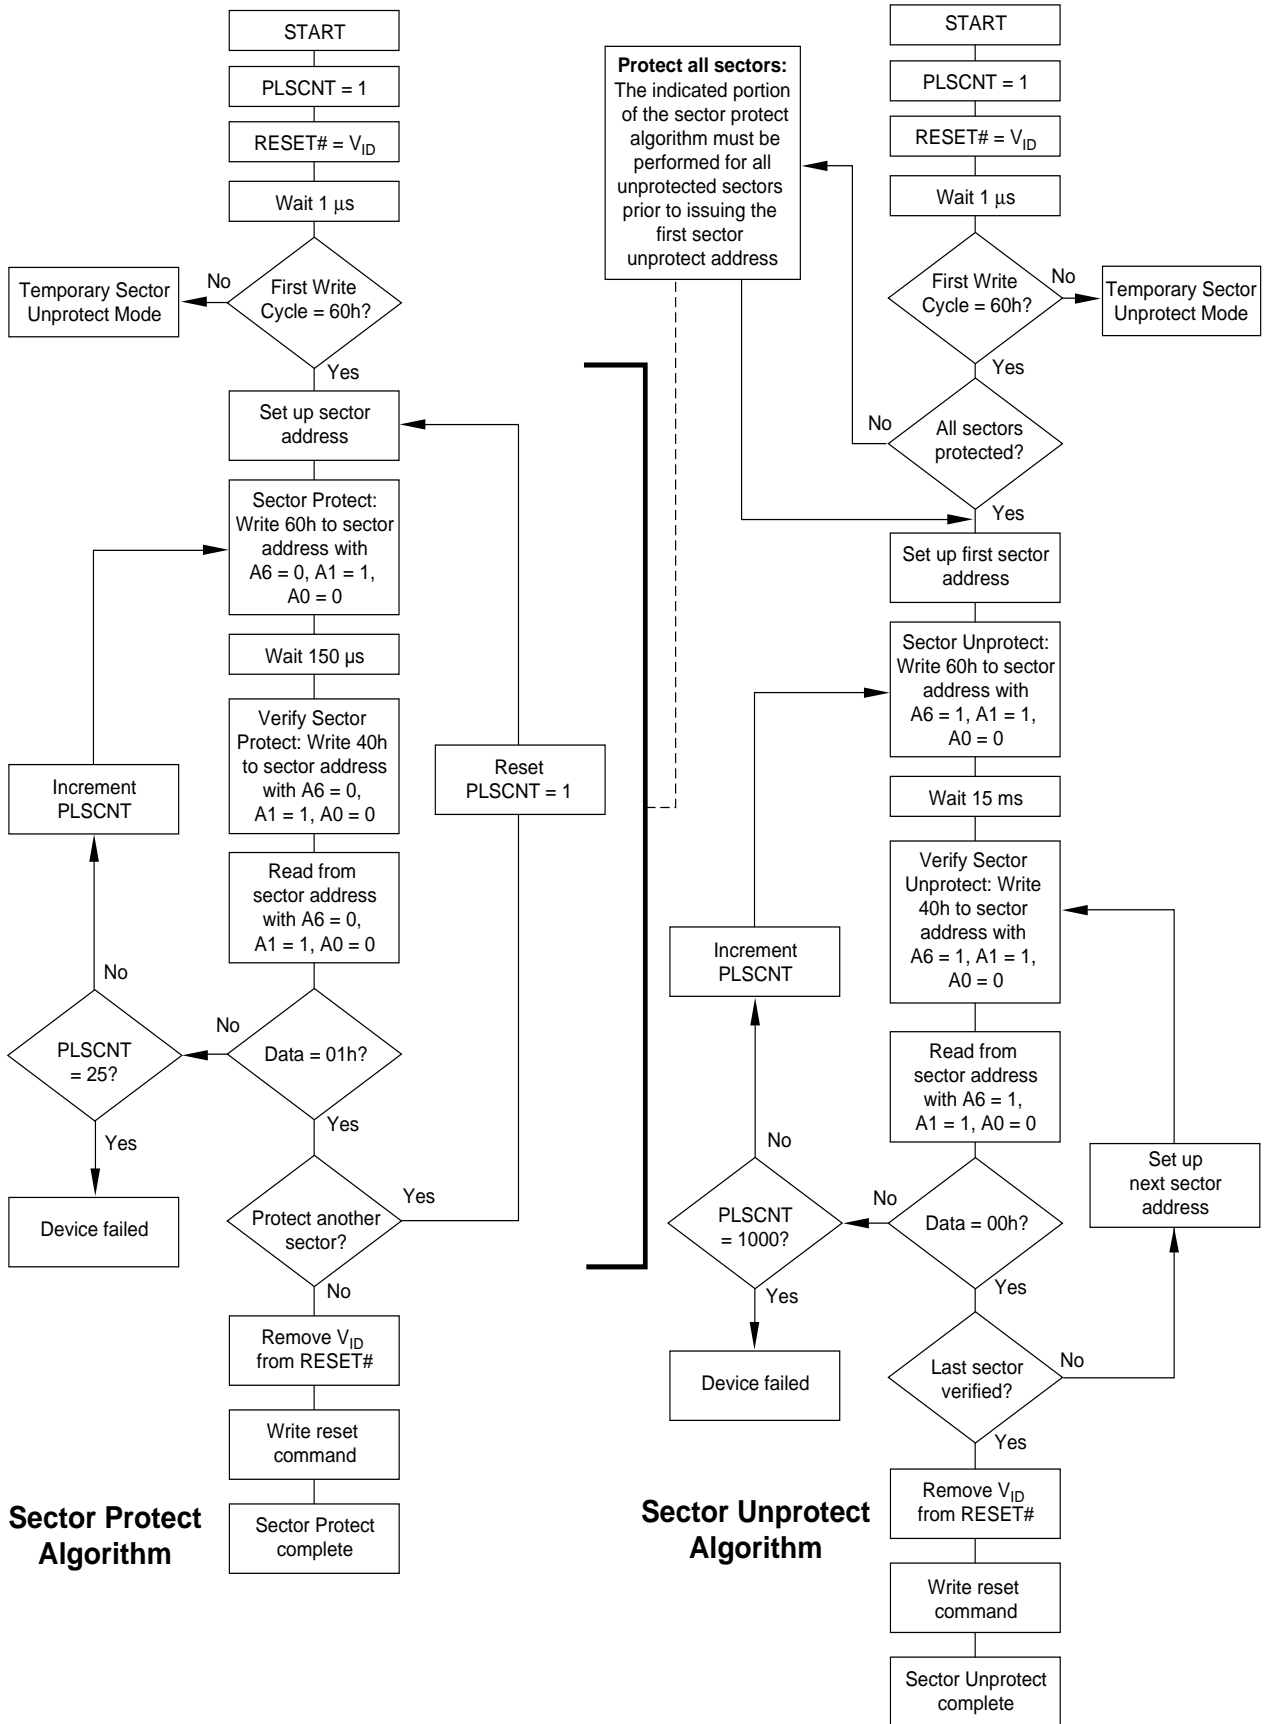 START
PLSCNT = 1
RESET# = VID
Wait 1 μs
First Write
Cycle = 60h?
No
Temporary Sector
Unprotect Mode
Yes
Set up sector
address
Sector Protect:
Write 60h to sector
address with
A6 = 0, A1 = 1,
A0 = 0
Wait 150 µs
Verify Sector
Protect: Write 40h
to sector address
with A6 = 0,
A1 = 1, A0 = 0
Read from
sector address
with A6 = 0,
A1 = 1, A0 = 0
Data = 01h?
No
PLSCNT
= 25?
No
Increment
PLSCNT
Yes
Device failed
Yes
Protect another
sector?
Yes
Reset
PLSCNT = 1
No
Remove VID
from RESET#
Write reset
command
Sector Protect
complete
Sector Protect
Algorithm
Protect all sectors:
The indicated portion
of the sector protect
algorithm must be
performed for all
unprotected sectors
prior to issuing the
first sector
unprotect address
START
PLSCNT = 1
RESET# = VID
Wait 1 μs
First Write
Cycle = 60h?
No
Temporary Sector
Unprotect Mode
Yes
All sectors
protected?
No
Yes
Set up first sector
address
Sector Unprotect:
Write 60h to sector
address with
A6 = 1, A1 = 1,
A0 = 0
Wait 15 ms
Verify Sector
Unprotect: Write
40h to sector
address with
A6 = 1, A1 = 1,
A0 = 0
Read from
sector address
with A6 = 1,
A1 = 1, A0 = 0
Data = 00h?
No
PLSCNT
= 1000?
No
Increment
PLSCNT
Yes
Device failed
Yes
Last sector
verified?
No
Set up
next sector
address
Yes
Remove VID
from RESET#
Write reset
command
Sector Unprotect
complete
Sector Unprotect
Algorithm